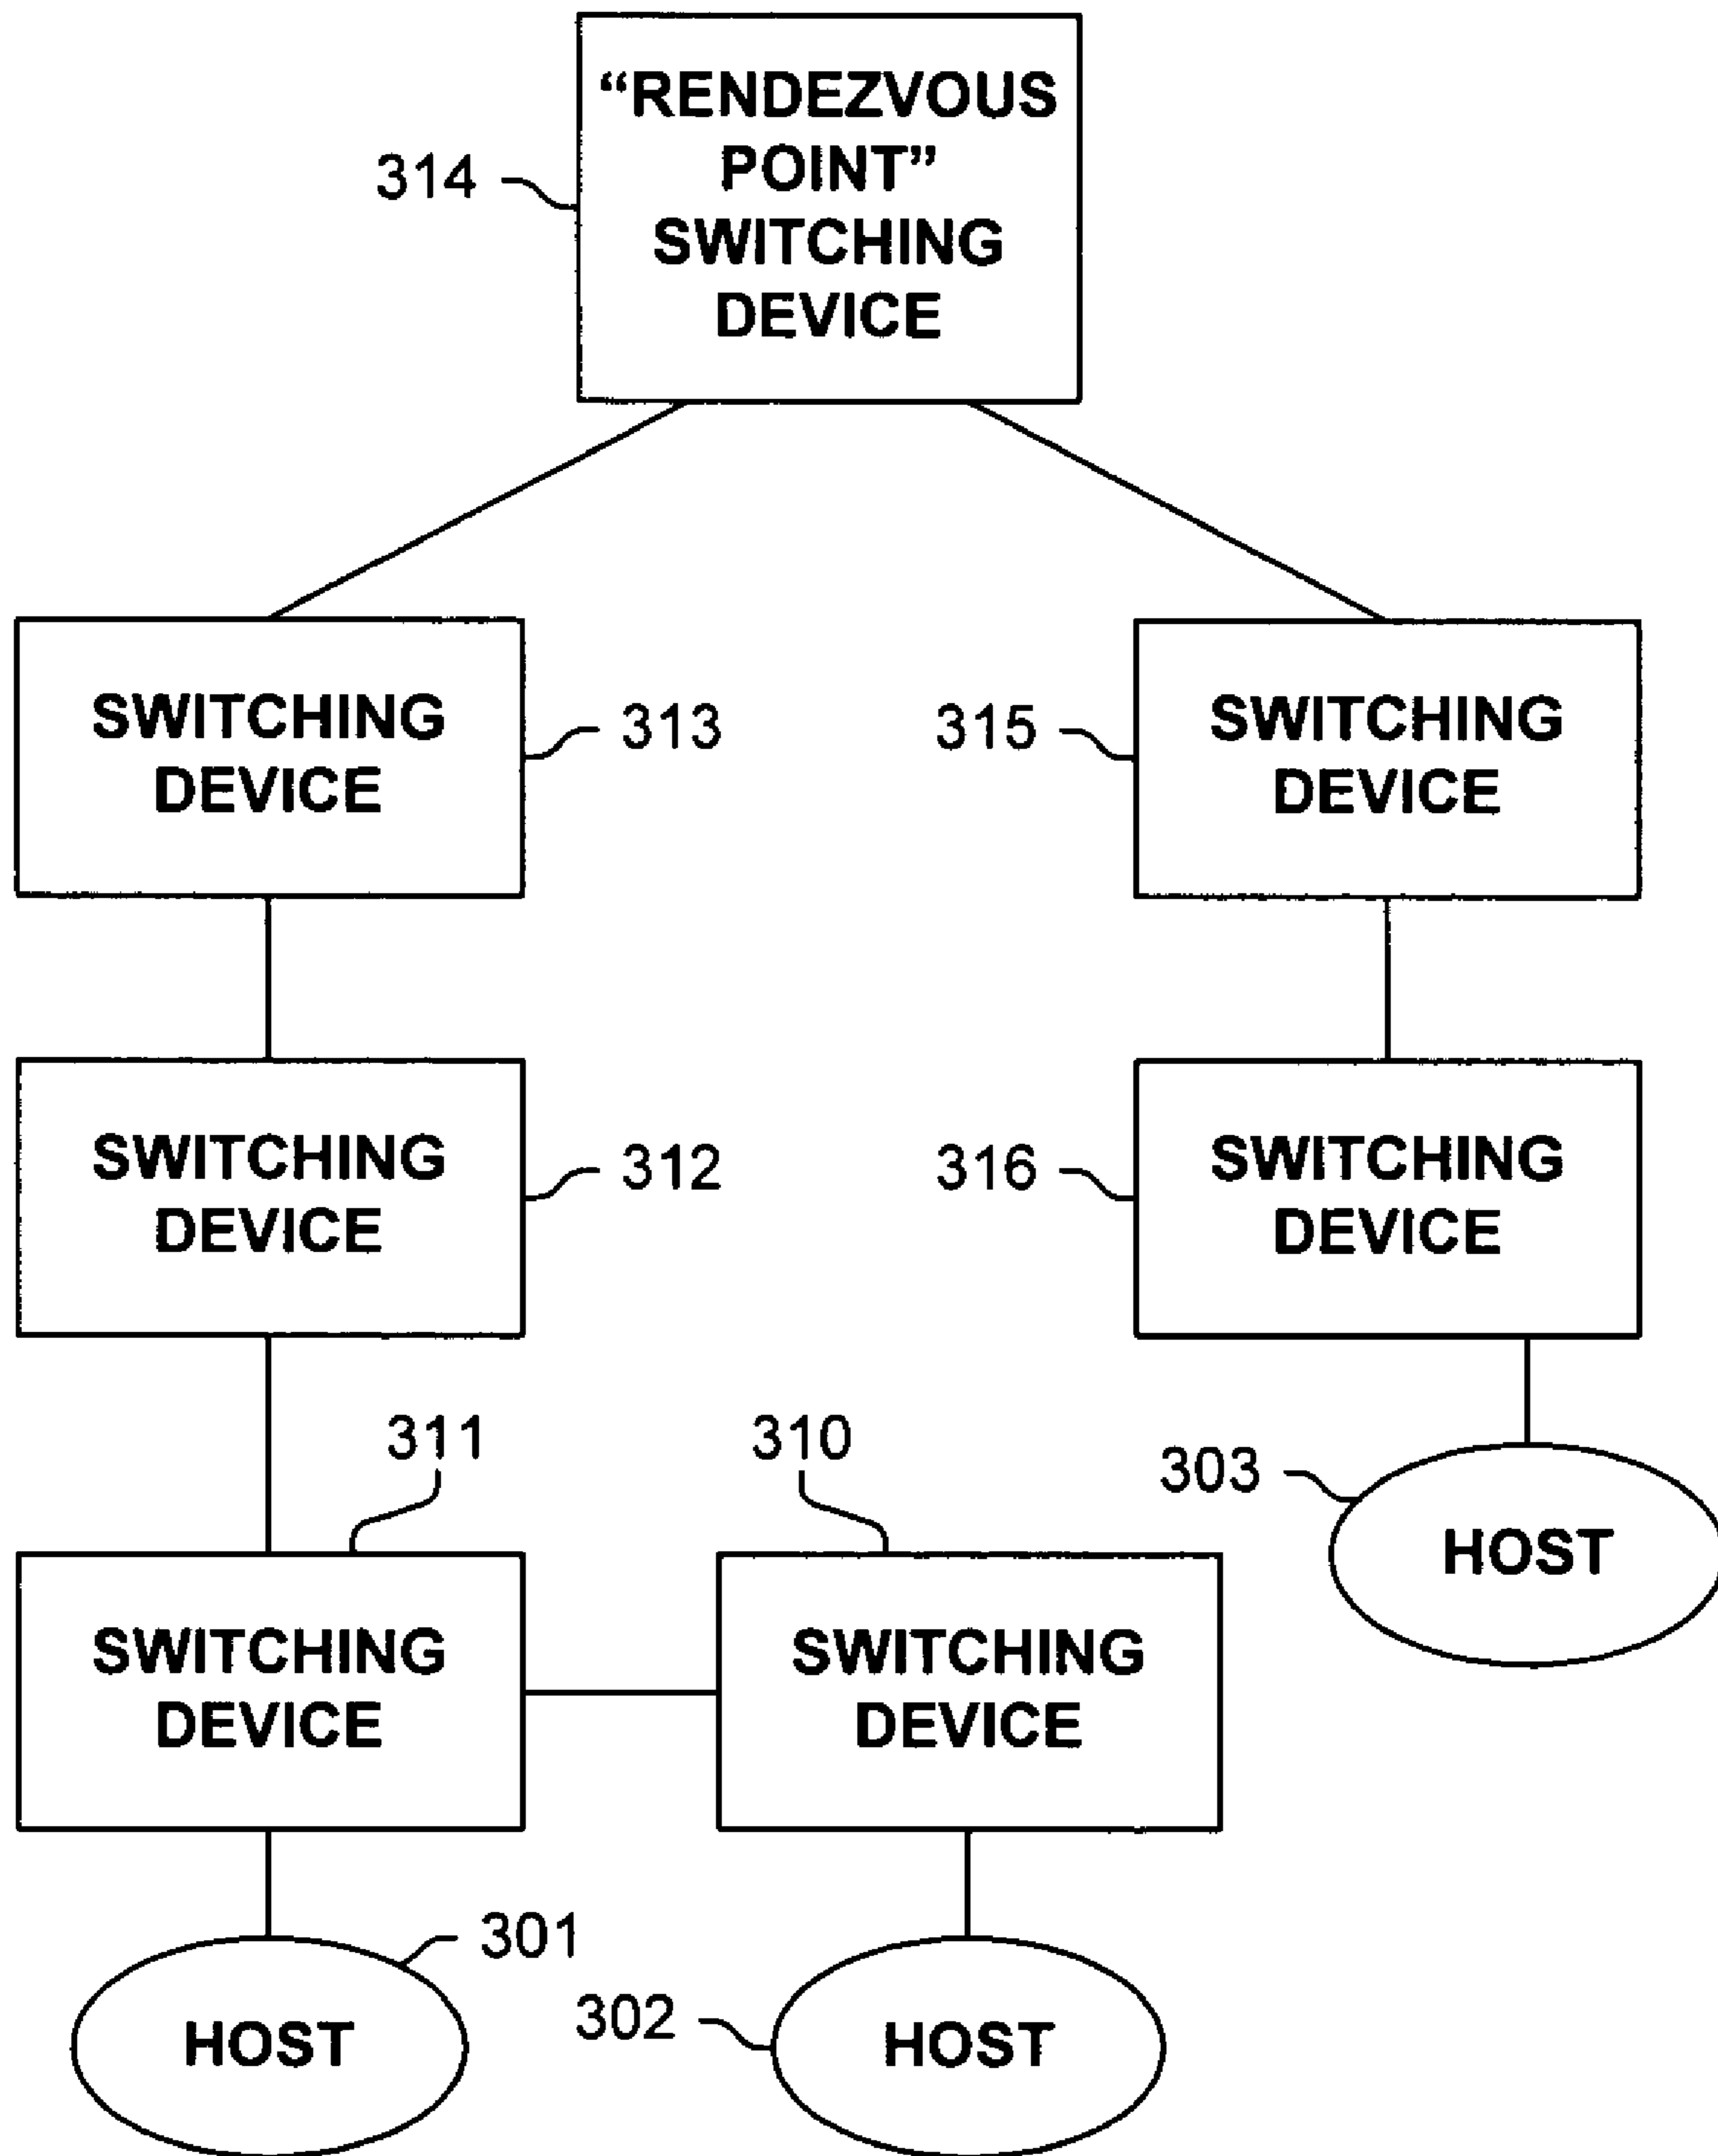 “RENDEZVOUS
POINT”
SWITCHING
DEVICE
314
SWITCHING
DEVICE
313
315
SWITCHING
DEVICE
SWITCHING
DEVICE
312
316
SWITCHING
DEVICE
311
310
303
HOST
SWITCHING
DEVICE
SWITCHING
DEVICE
301
HOST
302
HOST